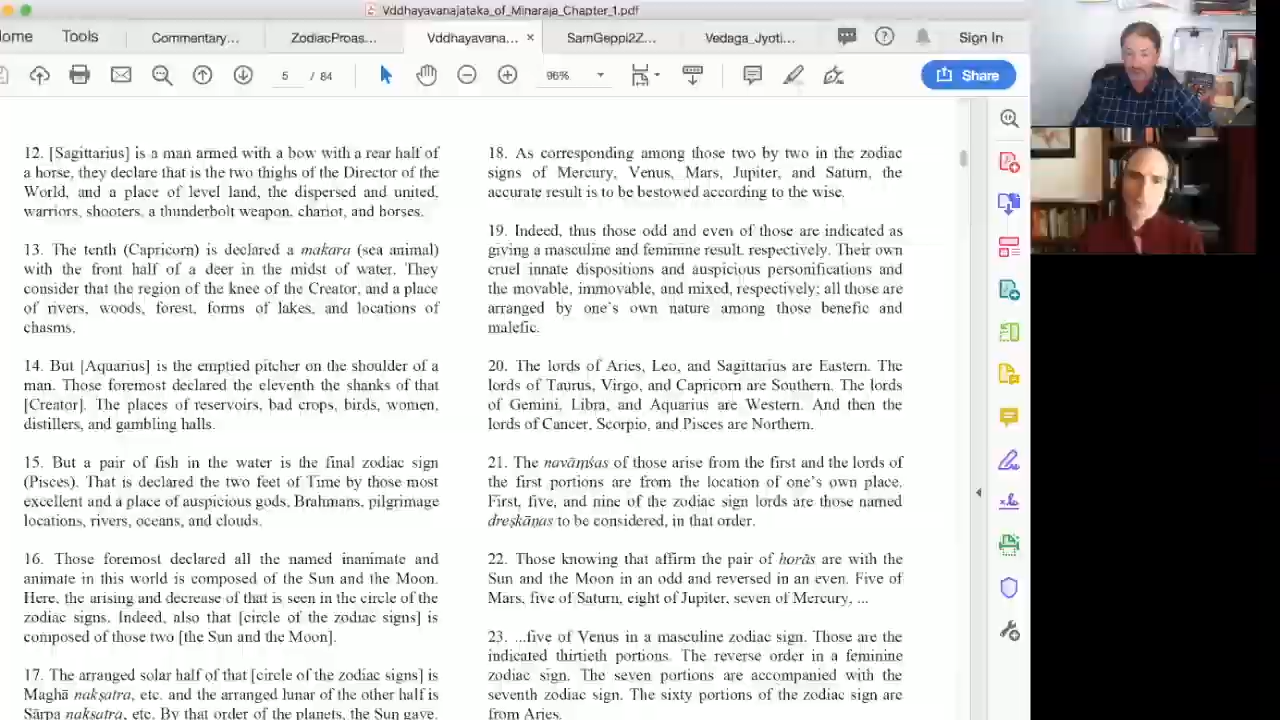 Vddhayavanajataka_of_Minaraja_Chapter_1.pdf
Tools
Commentary...
ZodiacProas...
Vddhayavana... ×
SamGeppi2Z...
Vedaga_Jyoti...
Sign In
5 / 84
96%
Share
12. [Sagittarius] is a man armed with a bow with a rear half of
a horse, they declare that is the two thighs of the Director of the
World, and a place of level land, the dispersed and united,
warriors, shooters, a thunderbolt weapon, chariot, and horses.
13. The tenth (Capricorn) is declared a makara (sea animal)
with the front half of a deer in the midst of water. They
consider that the region of the knee of the Creator, and a place
of rivers, woods, forest, forms of lakes, and locations of
chasms.
14. But [Aquarius] is the emptied pitcher on the shoulder of a
man. Those foremost declared the eleventh the shanks of that
[Creator]. The places of reservoirs, bad crops, birds, women,
distillers, and gambling halls.
15. But a pair of fish in the water is the final zodiac sign
(Pisces). That is declared the two feet of Time by those most
excellent and a place of auspicious gods, Brahmans, pilgrimage
locations, rivers, oceans, and clouds.
16. Those foremost declared all the named inanimate and
animate in this world is composed of the Sun and the Moon.
Here, the arising and decrease of that is seen in the circle of the
zodiac signs. Indeed, also that [circle of the zodiac signs] is
composed of those two [the Sun and the Moon].
17. The arranged solar half of that [circle of the zodiac signs] is
Maghā nakṣatra, etc. and the arranged lunar of the other half is
Sārpa nakṣatra, etc. By that order of the planets, the Sun gave,
18. As corresponding among those two by two in the zodiac
signs of Mercury, Venus, Mars, Jupiter, and Saturn, the
accurate result is to be bestowed according to the wise.
19. Indeed, thus those odd and even of those are indicated as
giving a masculine and feminine result, respectively. Their own
cruel innate dispositions and auspicious personifications and
the movable, immovable, and mixed, respectively; all those are
arranged by one's own nature among those benefic and
malefic.
20. The lords of Aries, Leo, and Sagittarius are Eastern. The
lords of Taurus, Virgo, and Capricorn are Southern. The lords
of Gemini, Libra, and Aquarius are Western. And then the
lords of Cancer, Scorpio, and Pisces are Northern.
21. The navāṁśas of those arise from the first and the lords of
the first portions are from the location of one's own place.
First, five, and nine of the zodiac sign lords are those named
dreṣkāṇas to be considered, in that order.
22. Those knowing that affirm the pair of horās are with the
Sun and the Moon in an odd and reversed in an even. Five of
Mars, five of Saturn, eight of Jupiter, seven of Mercury, ...
23. ...five of Venus in a masculine zodiac sign. Those are the
indicated thirtieth portions. The reverse order in a feminine
zodiac sign. The seven portions are accompanied with the
seventh zodiac sign. The sixty portions of the zodiac sign are
from Aries.